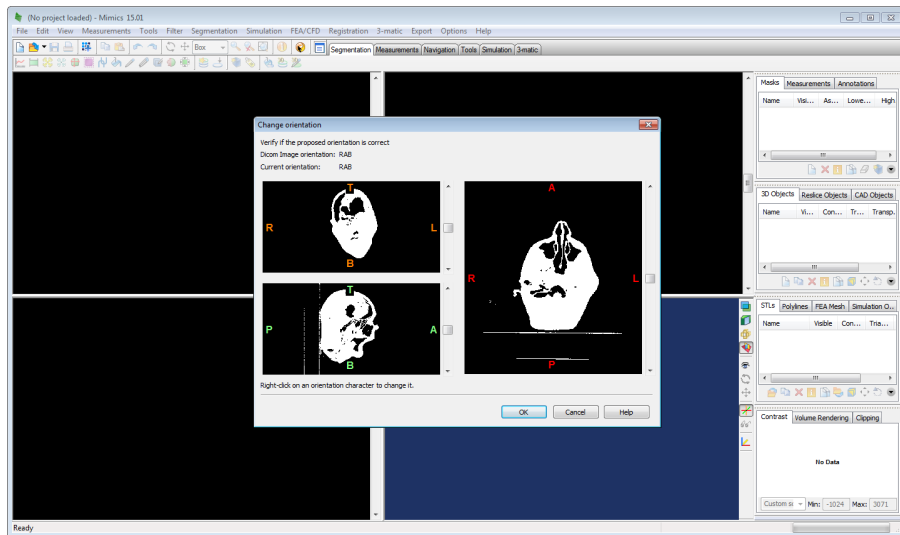 (No project loaded) - Mimics 15.01
File Edit View Measurements Tools Filter Segmentation Simulation FEA/CFD Registration 3-matic Export Options Help
Box
Segmentation Measurements Navigation Tools Simulation 3-matic
Masks Measurements Annotations
Name Visi... As... Lowe... High
Change orientation
Verify if the proposed orientation is correct
Dicom Image orientation: RAB
Current orientation: RAB
T
R L
B
T
P A
B
A
R L
P
Right-click on an orientation character to change it.
OK Cancel Help
3D Objects Reslice Objects CAD Objects
Name Vi... Con... Tr... Transp.
STLs Polylines FEA Mesh Simulation O...
Name Visible Con... Tria...
Contrast Volume Rendering Clipping
No Data
Custom sc Min: -1024 Max: 3071
Ready